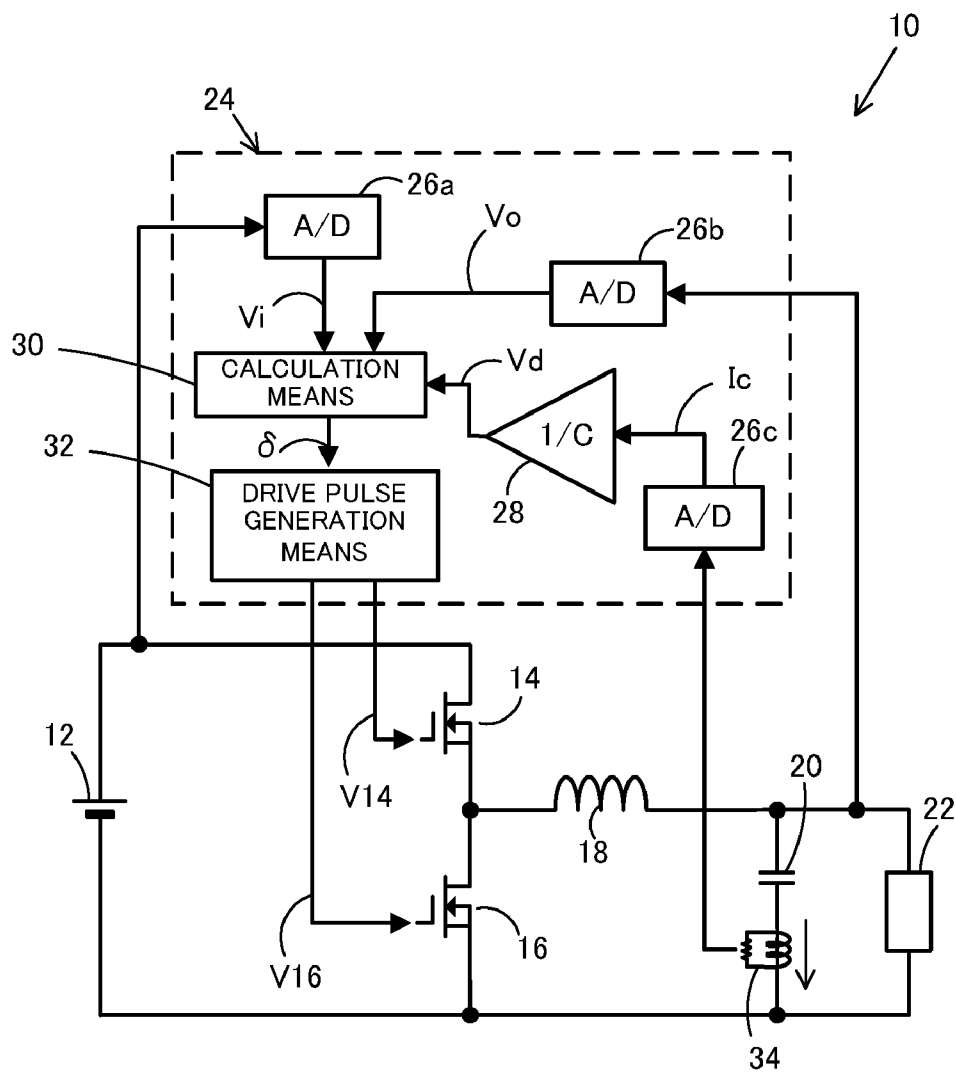 10
24
26a
A/D
Vo
26b
A/D
Vi
30
CALCULATION
MEANS
Vd
Ic
1/C
28
26c
A/D
δ
32
DRIVE PULSE
GENERATION
MEANS
14
12
V14
20
22
18
16
V16
34